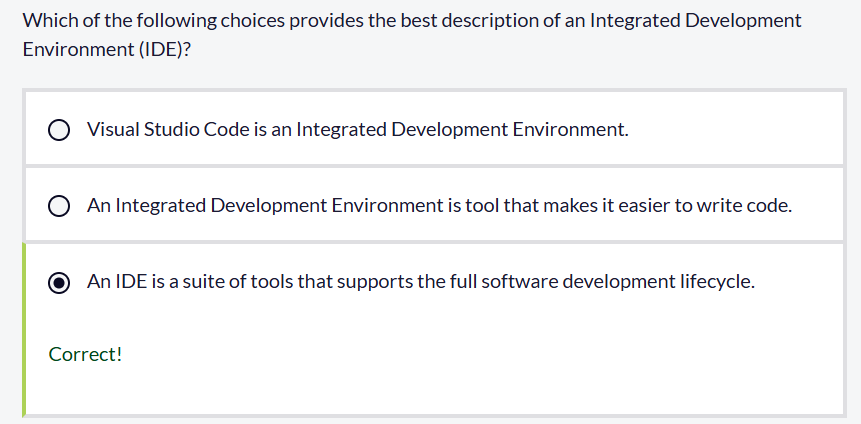 Which of the following choices provides the best description of an Integrated Development
Environment (IDE)?
Visual Studio Code is an Integrated Development Environment.
An Integrated Development Environment is tool that makes it easier to write code.
An IDE is a suite of tools that supports the full software development lifecycle.
Correct!